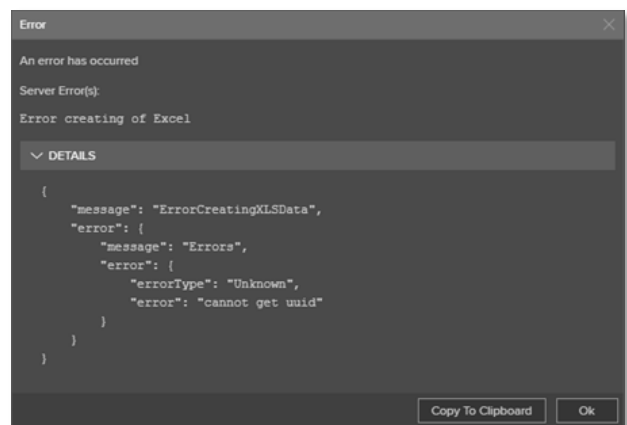 Error
An error has occurred
Server Error(s):
Error creating of Excel
DETAILS
{
"message": "ErrorCreatingXLSData",
"error": {
"message": "Errors",
"error": {
"errorType": "Unknown",
"error": "cannot get uuid"
}
}
}
Copy To Clipboard
Ok